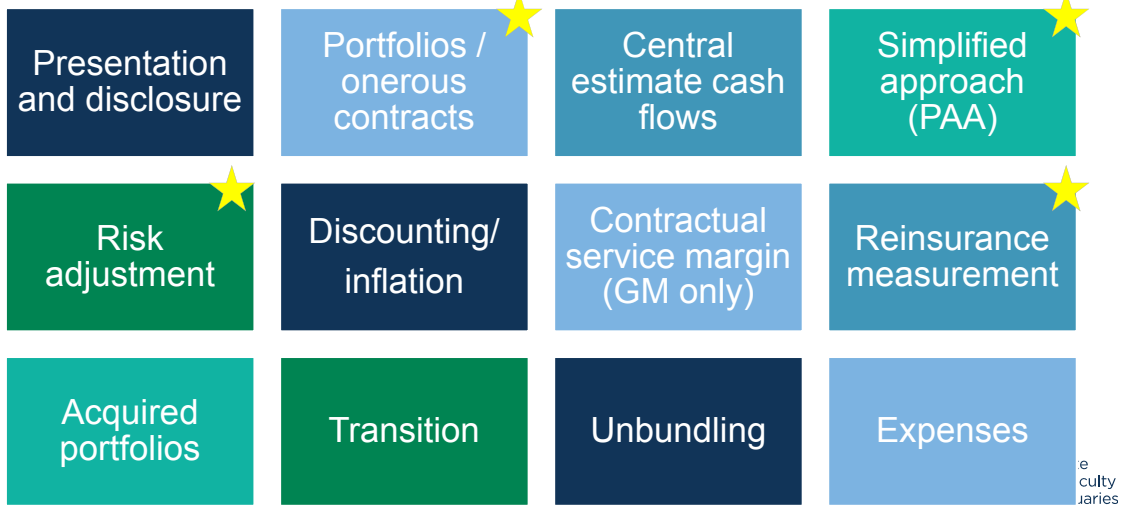 Presentation
and disclosure
Portfolios /
onerous
contracts
Central
estimate cash
flows
Simplified
approach
(PAA)
Risk
adjustment
Discounting/
inflation
Contractual
service margin
(GM only)
Reinsurance
measurement
Acquired
portfolios
Transition
Unbundling
Expenses